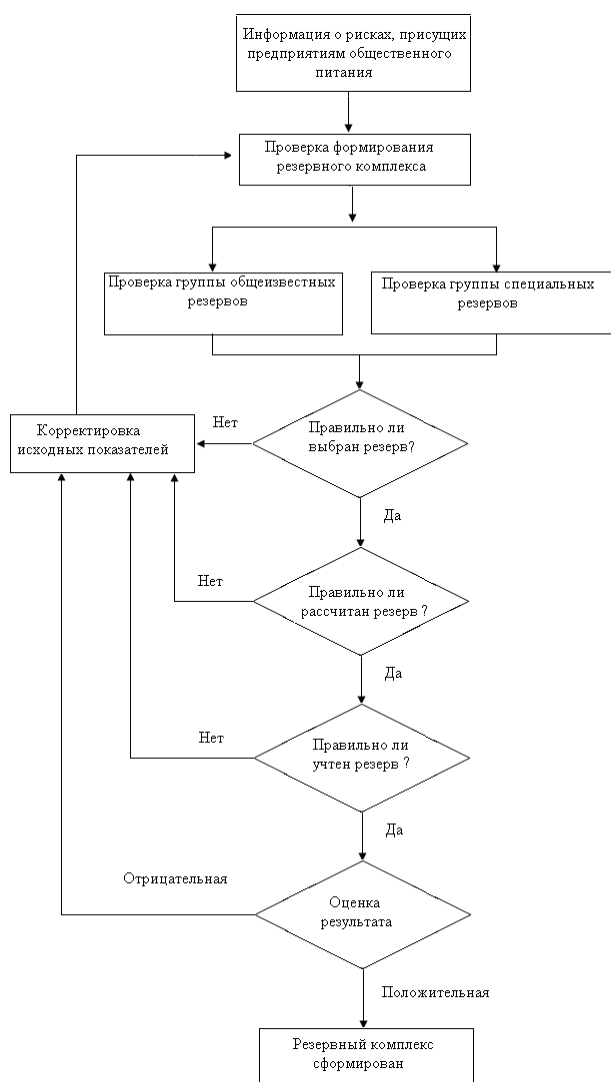 Информация о рисках, присущих
предприятиям общественного
питания
Проверка формирования
резервного комплекса
Проверка группы общеизвестных
резервов
Проверка группы специальных
резервов
Корректировка
исходных показателей
Нет
Правильно ли
выбран резерв?
Да
Нет
Правильно ли
рассчитан резерв ?
Да
Нет
Правильно ли
учтен резерв ?
Да
Отрицательная
Оценка
результата
Положительная
Резервный комплекс
сформирован